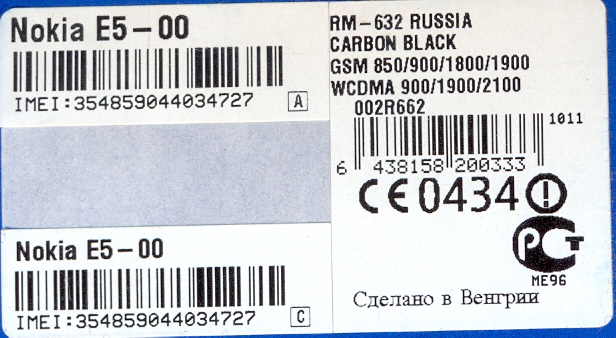 Nokia E5-00
IMEI:354859044034727 A
Nokia E5-00
IMEI:354859044034727 C
RM-632 RUSSIA
CARBON BLACK
GSM 850/900/1800/1900
WCDMA 900/1900/2100
002R662
1011
6 438158 200333
CE0434
РСТ
ME96
Сделано в Венгрии